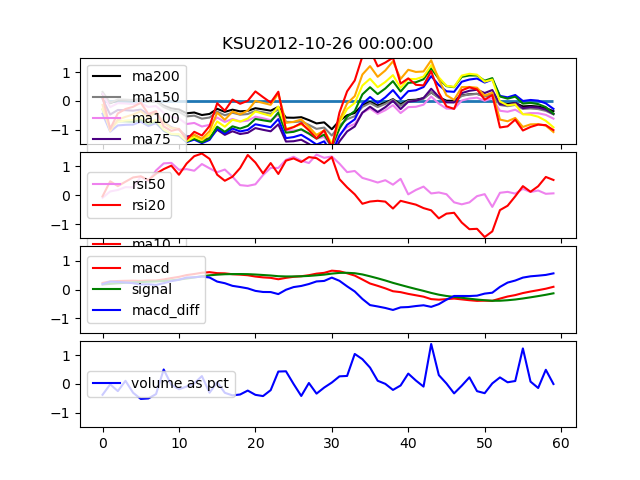 KSU2012-10-26 00:00:00
1
0
−1
ma200
ma150
ma100
ma75
1
0
−1
rsi50
rsi20
ma10
1
0
−1
macd
signal
macd_diff
1
0
−1
volume as pct
0 10 20 30 40 50 60